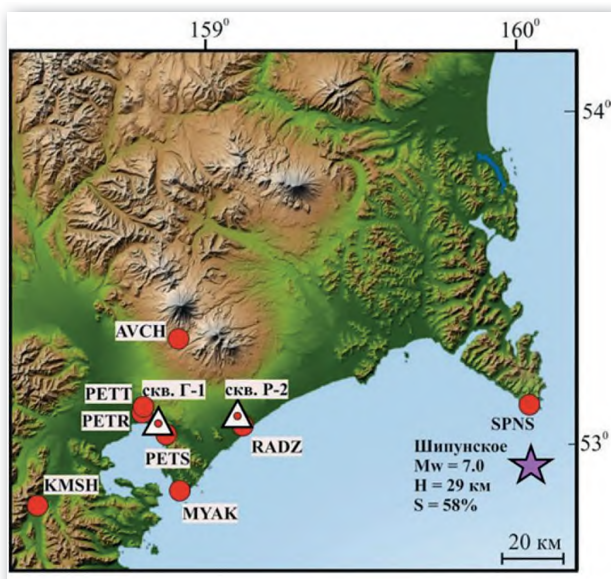 159⁰ 160⁰
54⁰
AVCH
PETT скв. Г-1 скв. Р-2
PETR
PETS RADZ SPNS
53⁰
KMSH
MYAK
Шипунское
Mw = 7.0
H = 29 км
S = 58%
20 км